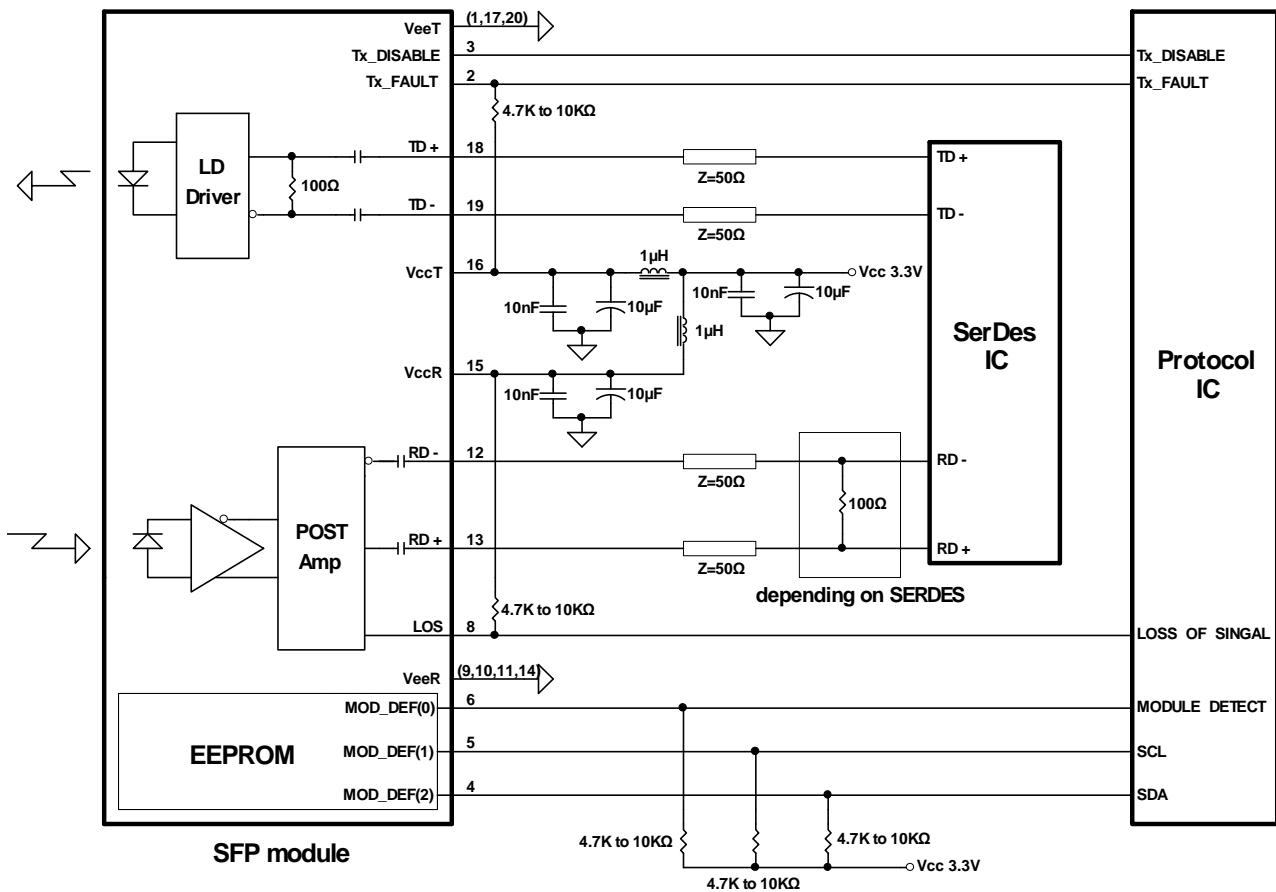 VeeT
(1,17,20)
Tx_DISABLE
3
Tx_DISABLE
Tx_FAULT
2
Tx_FAULT
4.7K to 10KΩ
LD
Driver
100Ω
TD +
18
Z=50Ω
TD +
TD -
19
Z=50Ω
TD -
VccT
16
1µH
Vcc 3.3V
10nF
10µF
10nF
10µF
1µH
SerDes
IC
Protocol
IC
VccR
15
10nF
10µF
RD -
12
Z=50Ω
RD -
100Ω
POST
Amp
RD +
13
Z=50Ω
RD +
depending on SERDES
4.7K to 10KΩ
LOS
8
LOSS OF SINGAL
VeeR
(9,10,11,14)
MOD_DEF(0)
6
MODULE DETECT
EEPROM
MOD_DEF(1)
5
SCL
MOD_DEF(2)
4
SDA
4.7K to 10KΩ
4.7K to 10KΩ
4.7K to 10KΩ
Vcc 3.3V
SFP module